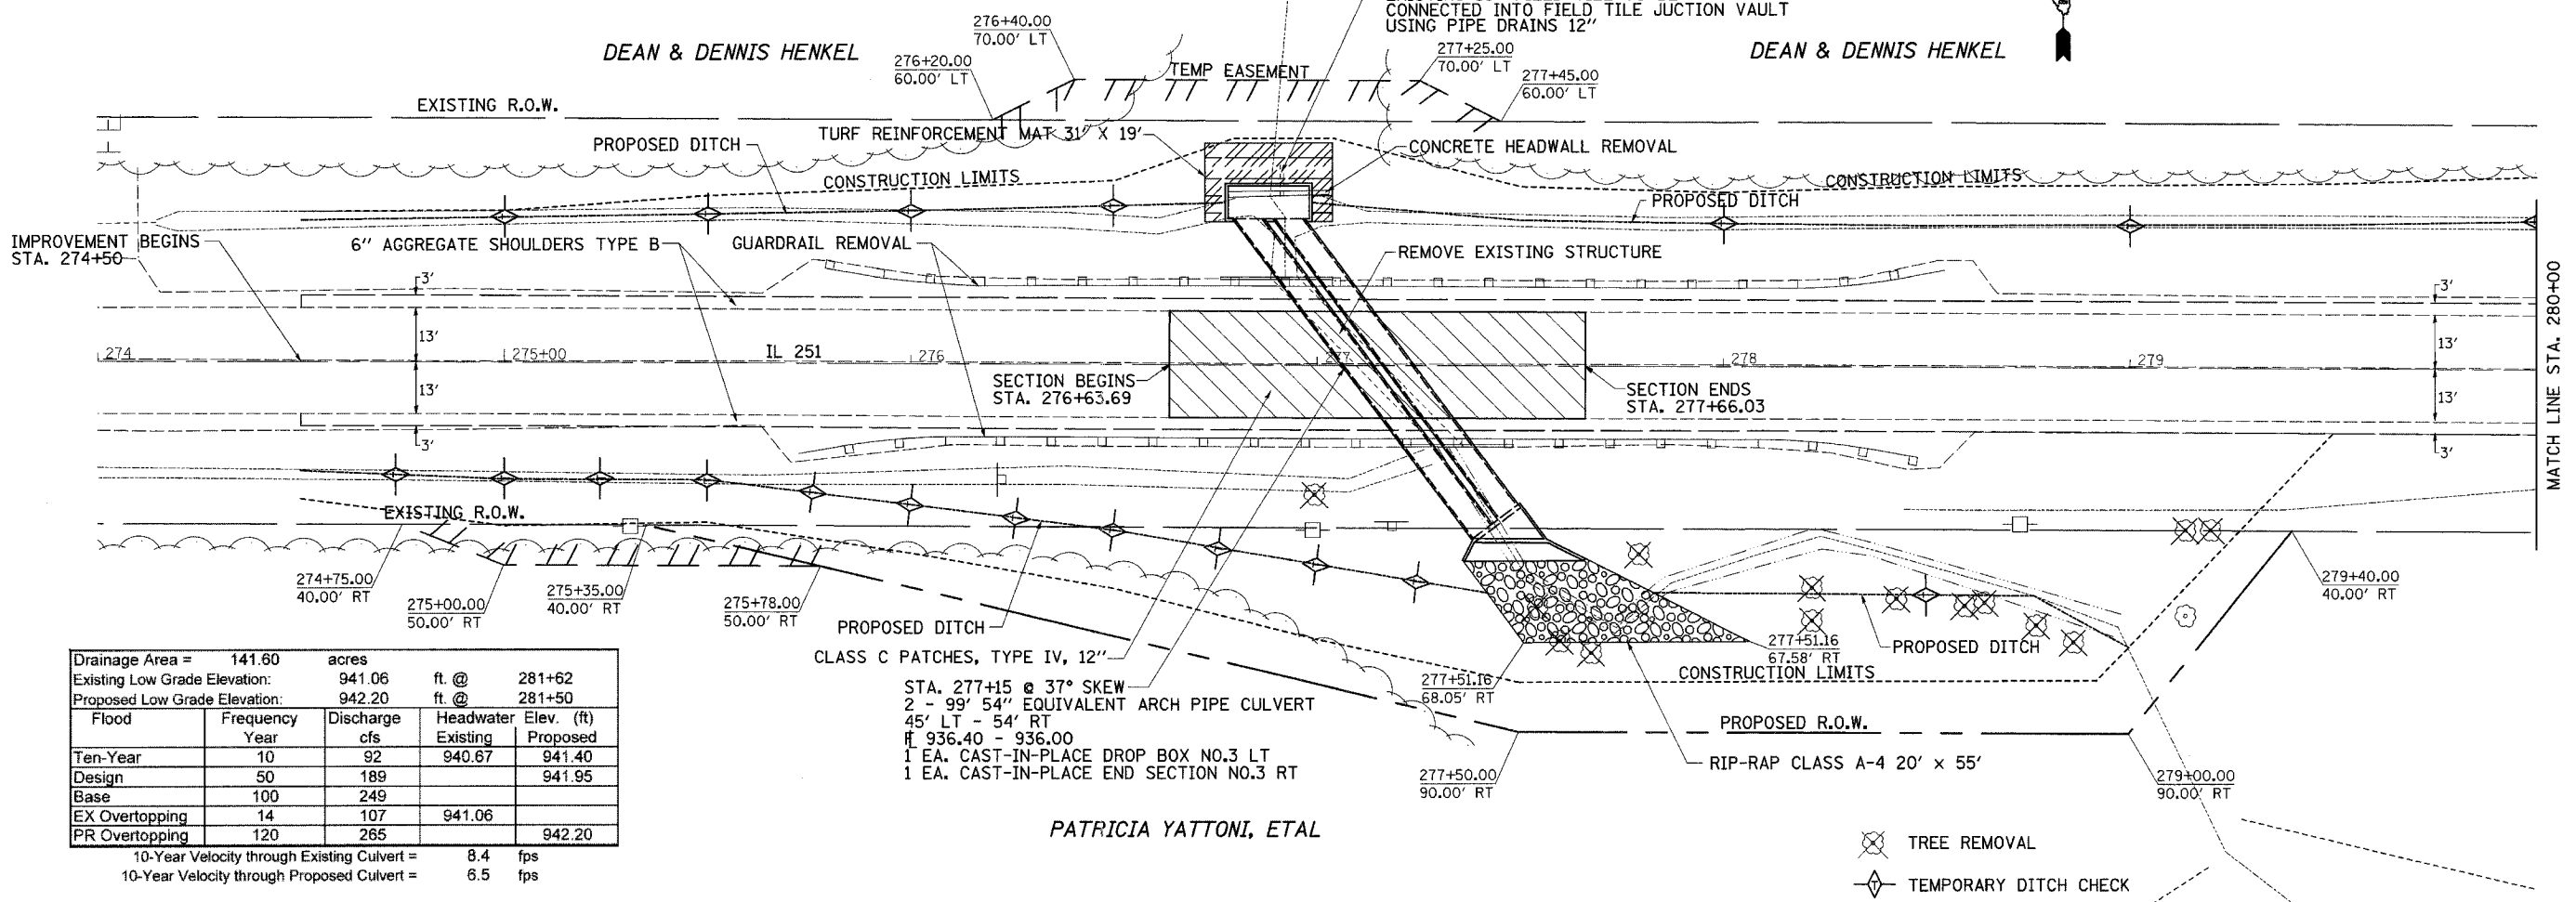 CONNECTED INTO FIELD TILE JUCTION VAULT
USING PIPE DRAINS 12"
276+40.00
70.00' LT
DEAN & DENNIS HENKEL
276+20.00
60.00' LT
TEMP EASEMENT
277+25.00
70.00' LT
277+45.00
60.00' LT
DEAN & DENNIS HENKEL
EXISTING R.O.W.
TURF REINFORCEMENT MAT 31' X 19'
PROPOSED DITCH
CONCRETE HEADWALL REMOVAL
CONSTRUCTION LIMITS
CONSTRUCTION LIMITS
PROPOSED DITCH
IMPROVEMENT BEGINS
STA. 274+50
6" AGGREGATE SHOULDERS TYPE B
GUARDRAIL REMOVAL
REMOVE EXISTING STRUCTURE
3'
3'
13'
13'
274
275+00
IL 251
276
277
278
279
13'
13'
SECTION BEGINS
STA. 276+63.69
SECTION ENDS
STA. 277+66.03
3'
3'
MATCH LINE STA. 280+00
EXISTING R.O.W.
274+75.00
40.00' RT
275+00.00
50.00' RT
275+35.00
40.00' RT
275+78.00
50.00' RT
279+40.00
40.00' RT
PROPOSED DITCH
CLASS C PATCHES, TYPE IV, 12"
STA. 277+15 @ 37° SKEW
2 - 99' 54" EQUIVALENT ARCH PIPE CULVERT
45' LT - 54' RT
936.40 - 936.00
1 EA. CAST-IN-PLACE DROP BOX NO.3 LT
1 EA. CAST-IN-PLACE END SECTION NO.3 RT
277+51.16
67.58' RT
PROPOSED DITCH
CONSTRUCTION LIMITS
277+51.16
68.05' RT
PROPOSED R.O.W.
RIP-RAP CLASS A-4 20' x 55'
277+50.00
90.00' RT
279+00.00
90.00' RT
PATRICIA YATTONI, ETAL
Drainage Area = 141.60 acres
Existing Low Grade Elevation: 941.06 ft. @ 281+62
Proposed Low Grade Elevation: 942.20 ft. @ 281+50
Flood Frequency Discharge Headwater Elev. (ft)
Year cfs Existing Proposed
Ten-Year 10 92 940.67 941.40
Design 50 189 941.95
Base 100 249
EX Overtopping 14 107 941.06
PR Overtopping 120 265 942.20
10-Year Velocity through Existing Culvert = 8.4 fps
10-Year Velocity through Proposed Culvert = 6.5 fps
TREE REMOVAL
T TEMPORARY DITCH CHECK